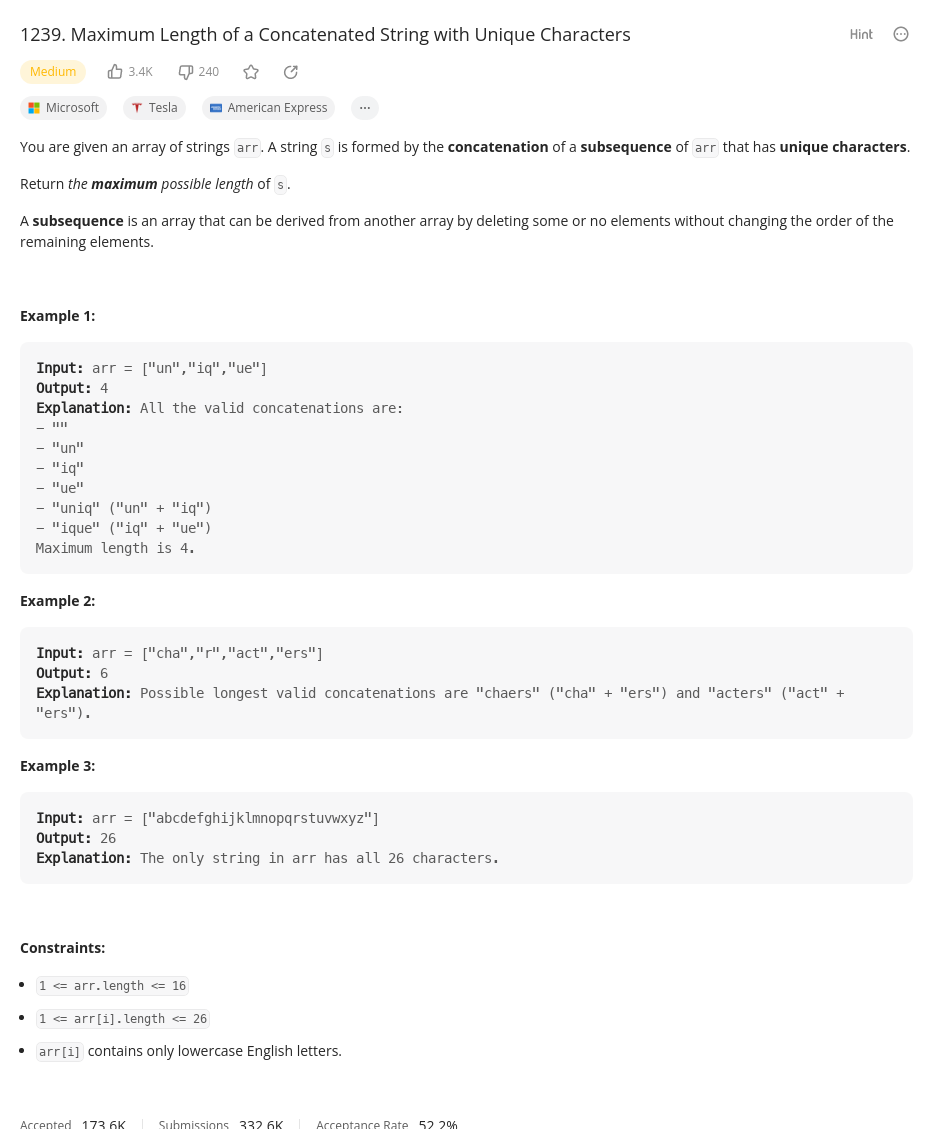 1239. Maximum Length of a Concatenated String with Unique Characters
Hint
Medium
3.4K
240
Microsoft
Tesla
American Express
You are given an array of strings arr. A string s is formed by the concatenation of a subsequence of arr that has unique characters.
Return the maximum possible length of s.
A subsequence is an array that can be derived from another array by deleting some or no elements without changing the order of the
remaining elements.
Example 1:
Input: arr = ["un","iq","ue"]
Output: 4
Explanation: All the valid concatenations are:
- ""
- "un"
- "iq"
- "ue"
- "uniq" ("un" + "iq")
- "ique" ("iq" + "ue")
Maximum length is 4.
Example 2:
Input: arr = ["cha","r","act","ers"]
Output: 6
Explanation: Possible longest valid concatenations are "chaers" ("cha" + "ers") and "acters" ("act" +
"ers").
Example 3:
Input: arr = ["abcdefghijklmnopqrstuvwxyz"]
Output: 26
Explanation: The only string in arr has all 26 characters.
Constraints:
1 <= arr.length <= 16
1 <= arr[i].length <= 26
arr[i] contains only lowercase English letters.
Accepted 173.6K Submissions 332.6K Acceptance Rate 52.2%